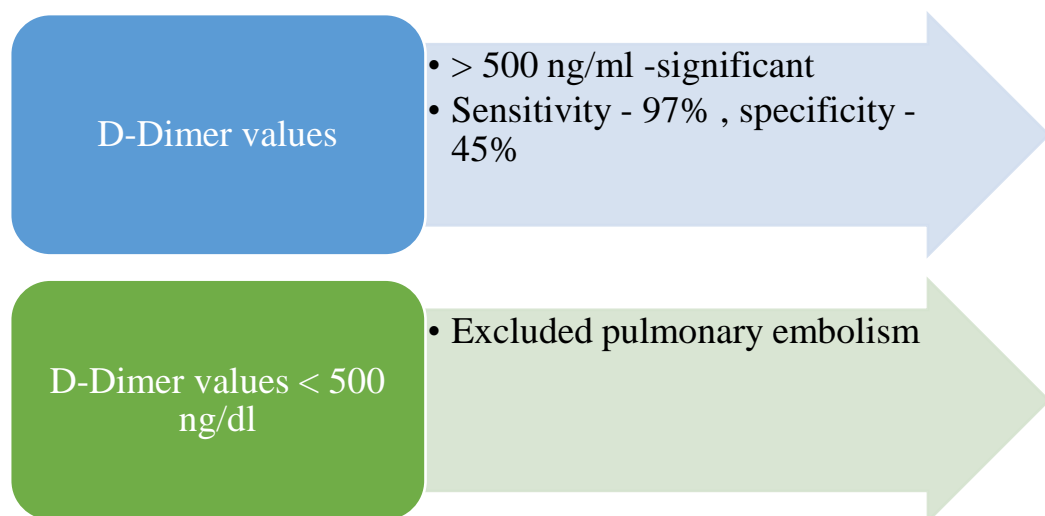 D-Dimer values
• > 500 ng/ml -significant
• Sensitivity - 97% , specificity -
45%
D-Dimer values < 500
ng/dl
• Excluded pulmonary embolism